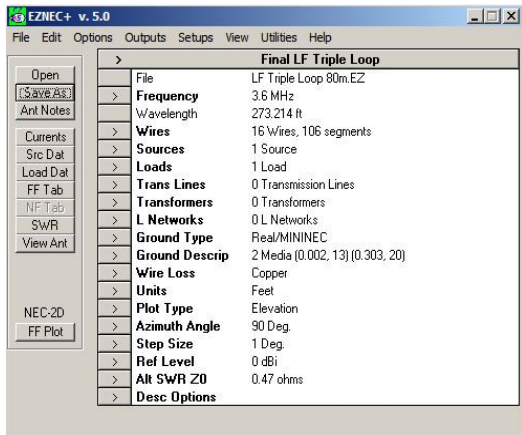 EZNEC+ v. 5.0
File Edit Options Outputs Setups View Utilities Help
> Final LF Triple Loop
Open
Save As
Ant Notes
Currents
Src Dat
Load Dat
FF Tab
NF Tab
SWR
View Ant
NEC-2D
FF Plot
File LF Triple Loop 80m.EZ
> Frequency 3.6 MHz
Wavelength 273.214 ft
> Wires 16 Wires, 106 segments
> Sources 1 Source
> Loads 1 Load
> Trans Lines 0 Transmission Lines
> Transformers 0 Transformers
> L Networks 0 L Networks
> Ground Type Real/MININEC
> Ground Descrip 2 Media (0.002, 13) (0.303, 20)
> Wire Loss Copper
> Units Feet
> Plot Type Elevation
> Azimuth Angle 90 Deg.
> Step Size 1 Deg.
> Ref Level 0 dBi
> Alt SWR Z0 0.47 ohms
> Desc Options